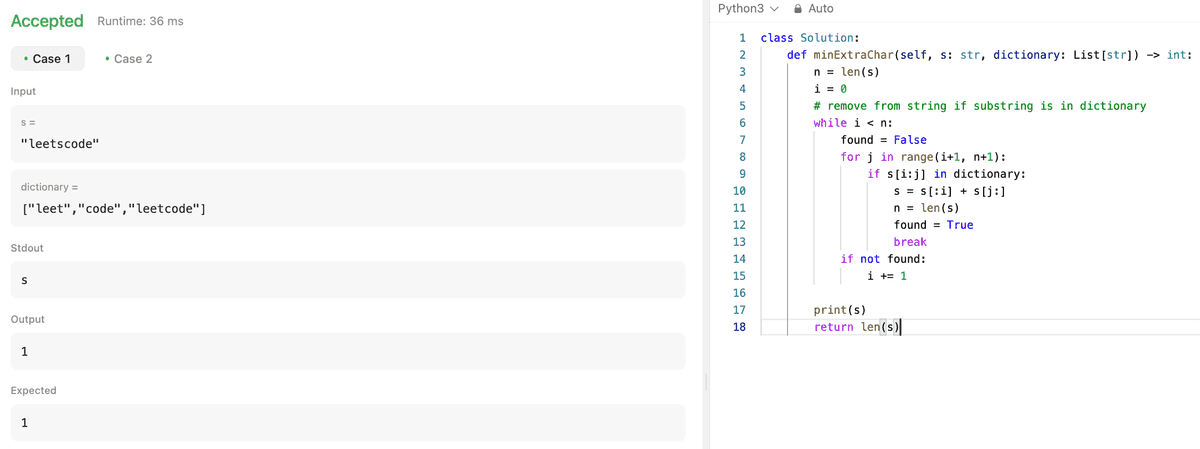 Accepted Runtime: 36 ms
• Case 1 • Case 2
Input
s =
"leetscode"
dictionary =
["leet","code","leetcode"]
Stdout
s
Output
1
Expected
1
Python3 Auto
1 class Solution:
2     def minExtraChar(self, s: str, dictionary: List[str]) -> int:
3         n = len(s)
4         i = 0
5         # remove from string if substring is in dictionary
6         while i < n:
7             found = False
8             for j in range(i+1, n+1):
9                 if s[i:j] in dictionary:
10                     s = s[:i] + s[j:]
11                     n = len(s)
12                     found = True
13                     break
14             if not found:
15                 i += 1
16
17         print(s)
18         return len(s)